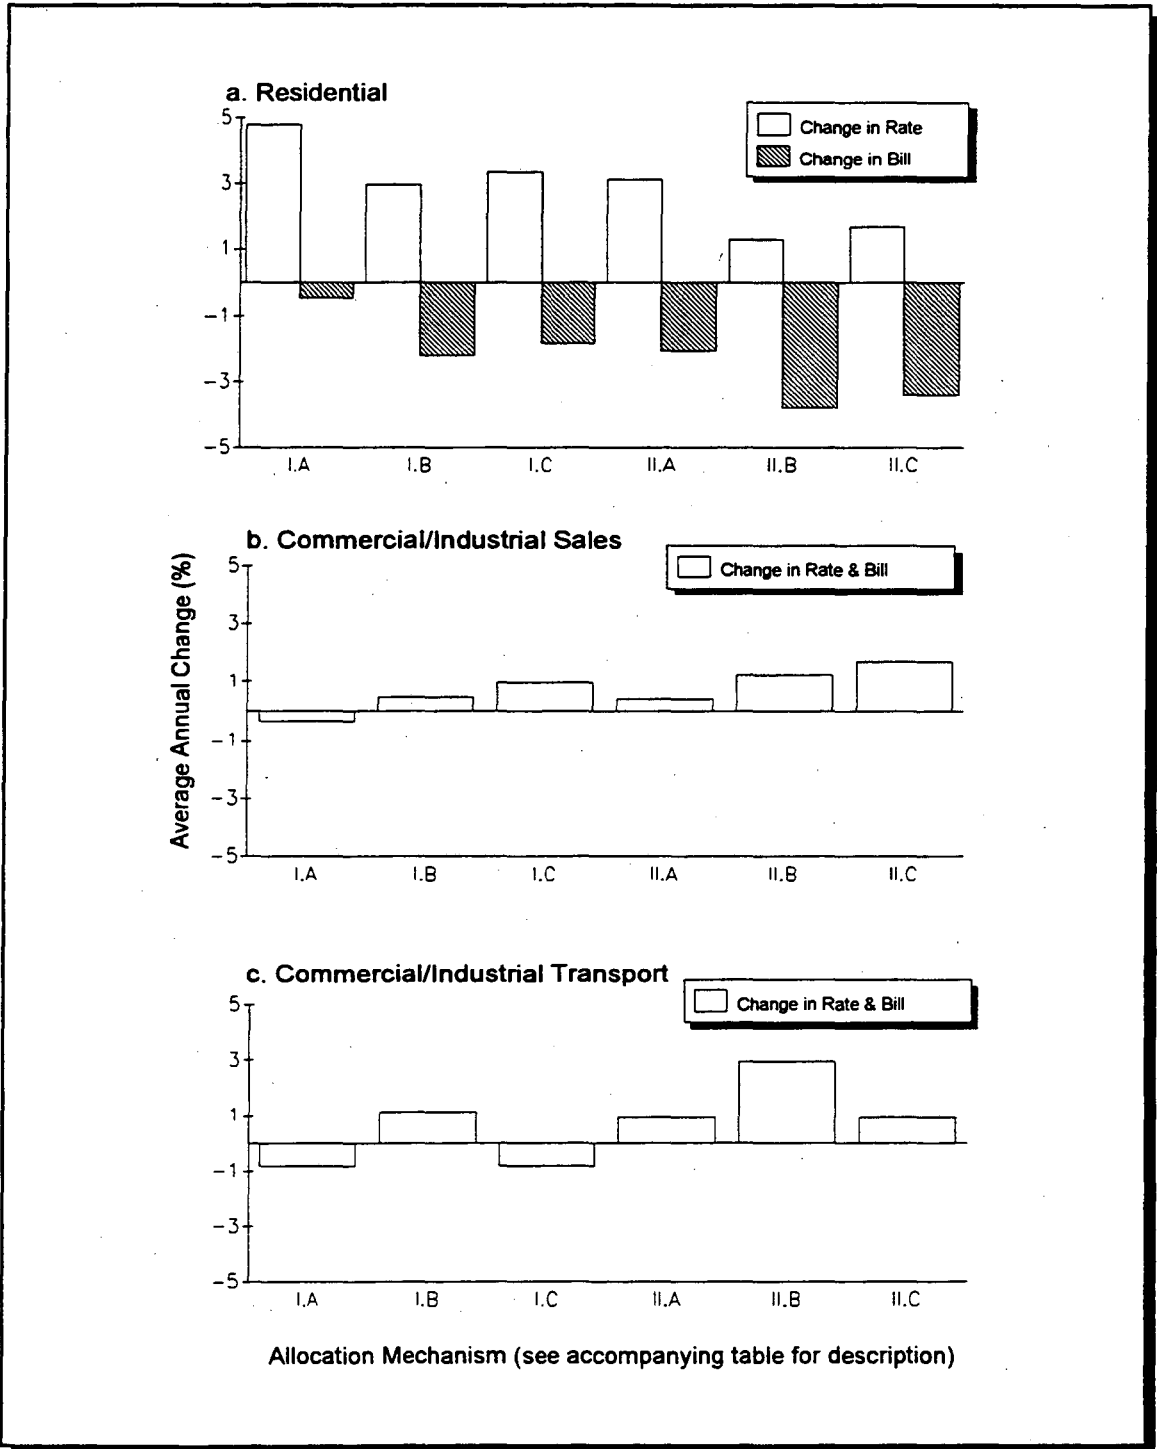 a. Residential
Change in Rate
Change in Bill
5
3
1
-1
-3
-5
I.A I.B I.C II.A II.B II.C
b. Commercial/Industrial Sales
Change in Rate & Bill
Average Annual Change (%)
5
3
1
-1
-3
-5
I.A I.B I.C II.A II.B II.C
c. Commercial/Industrial Transport
Change in Rate & Bill
5
3
1
-1
-3
-5
I.A I.B I.C II.A II.B II.C
Allocation Mechanism (see accompanying table for description)